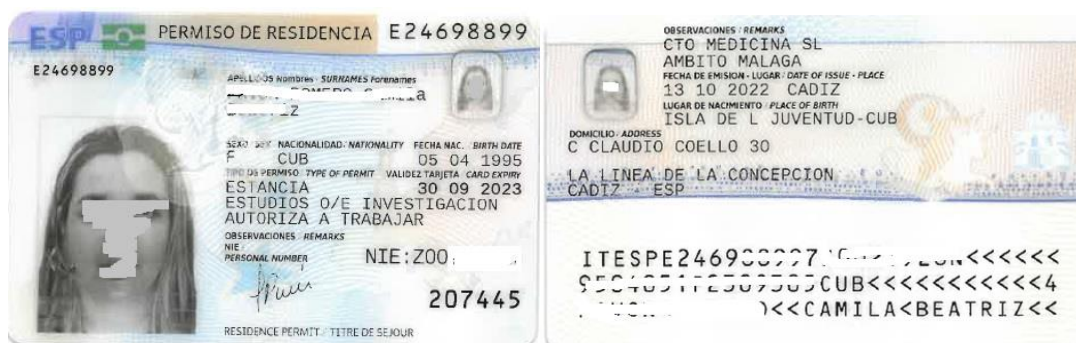 ESP PERMISO DE RESIDENCIA E24698899
E24698899
APELLIDOS Nombres / SURNAMES Forenames
SEXO / SEX NACIONALIDAD / NATIONALITY FECHA NAC. / BIRTH DATE
F CUB 05 04 1995
TIPO DE PERMISO / TYPE OF PERMIT VALIDEZ TARJETA / CARD EXPIRY
ESTANCIA 30 09 2023
ESTUDIOS O/E INVESTIGACION
AUTORIZA A TRABAJAR
OBSERVACIONES / REMARKS
NIE
PERSONAL NUMBER
NIE:Z00
207445
RESIDENCE PERMIT / TITRE DE SEJOUR
OBSERVACIONES / REMARKS
CTO MEDICINA SL
AMBITO MALAGA
FECHA DE EMISION - LUGAR / DATE OF ISSUE - PLACE
13 10 2022 CADIZ
LUGAR DE NACIMIENTO / PLACE OF BIRTH
ISLA DE L JUVENTUD-CUB
DOMICILIO / ADDRESS
C CLAUDIO COELLO 30
LA LINEA DE LA CONCEPCION
CADIZ - ESP
<<<<<<
CUB<<<<<<<<<<<4
<<CAMILA<BEATRIZ<<